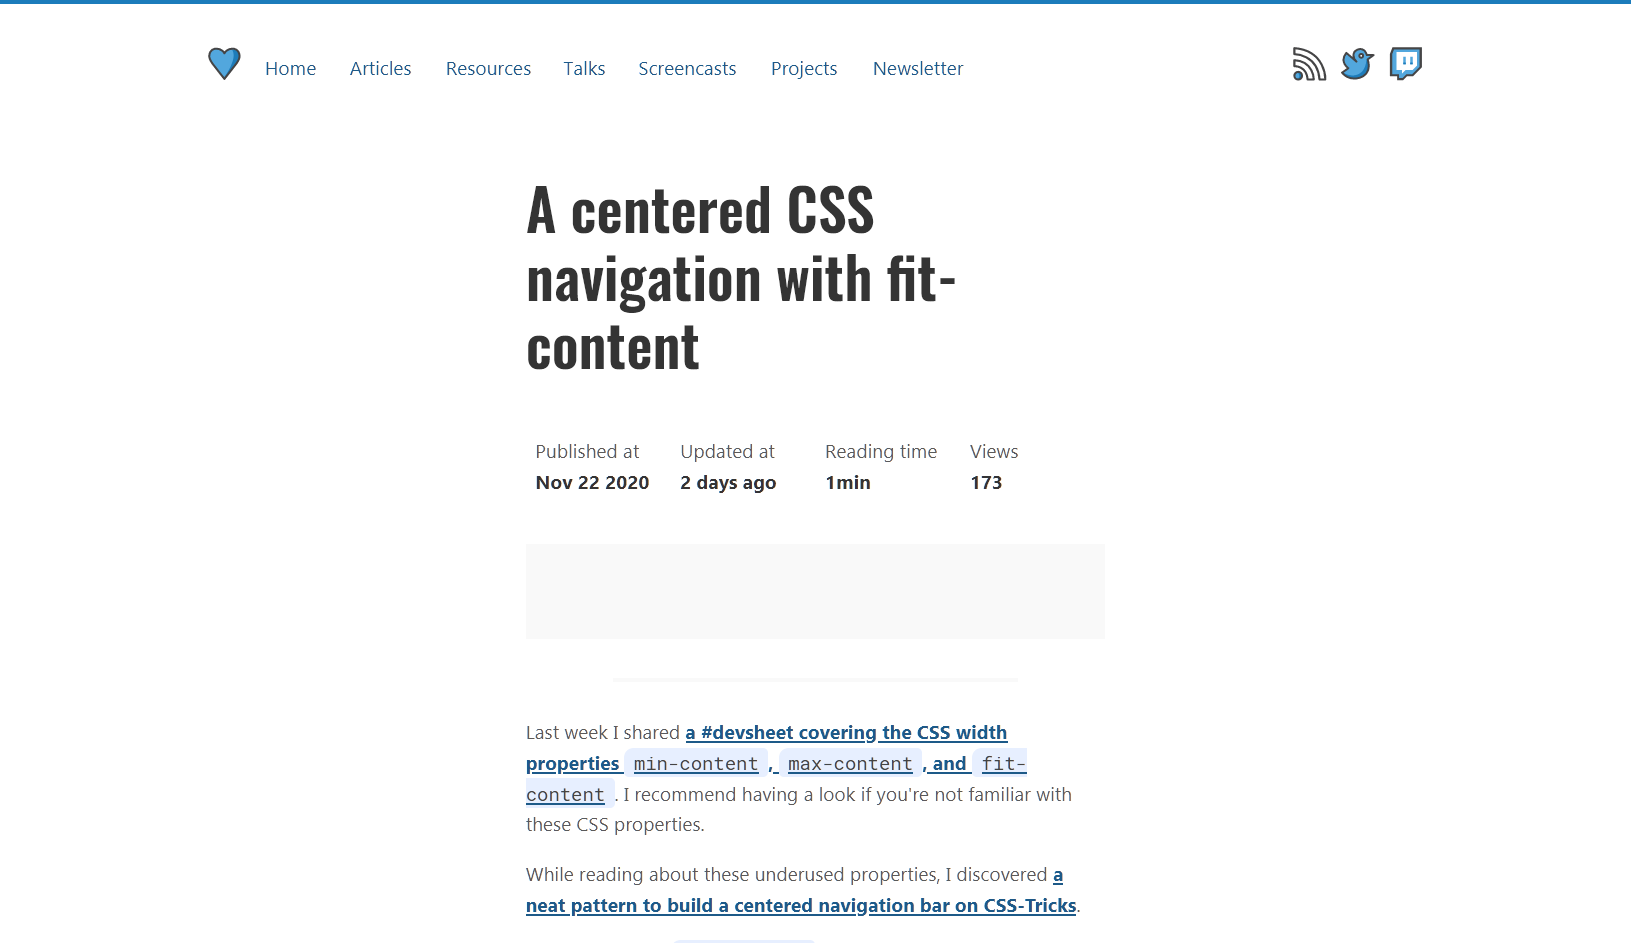 Home Articles Resources Talks Screencasts Projects Newsletter
A centered CSS
navigation with fit-
content
Published at Updated at Reading time Views
Nov 22 2020 2 days ago 1min 173
Last week I shared a #devsheet covering the CSS width
properties min-content, max-content, and fit-
content. I recommend having a look if you're not familiar with
these CSS properties.
While reading about these underused properties, I discovered a
neat pattern to build a centered navigation bar on CSS-Tricks.